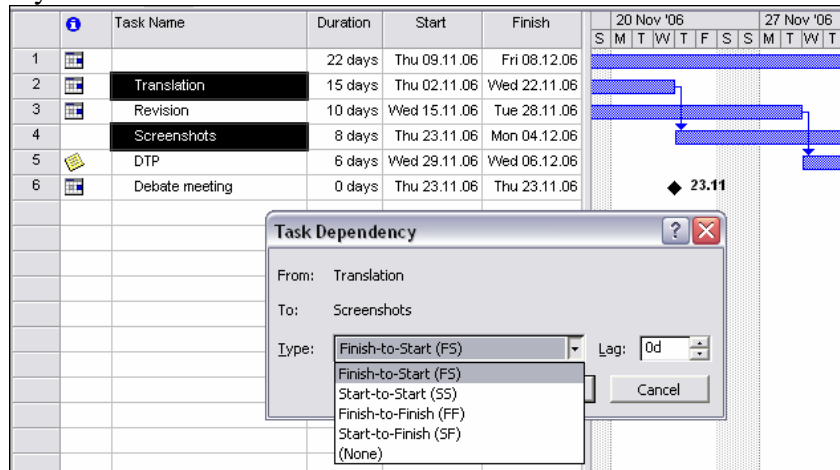 Task Name Duration Start Finish 20 Nov '06 27 Nov '06
S M T W T F S S M T W T
1 22 days Thu 09.11.06 Fri 08.12.06
2 Translation 15 days Thu 02.11.06 Wed 22.11.06
3 Revision 10 days Wed 15.11.06 Tue 28.11.06
4 Screenshots 8 days Thu 23.11.06 Mon 04.12.06
5 DTP 6 days Wed 29.11.06 Wed 06.12.06
6 Debate meeting 0 days Thu 23.11.06 Thu 23.11.06
23.11
Task Dependency
From: Translation
To: Screenshots
Type: Finish-to-Start (FS) Lag: 0d
Finish-to-Start (FS)
Start-to-Start (SS)
Cancel
Finish-to-Finish (FF)
Start-to-Finish (SF)
(None)